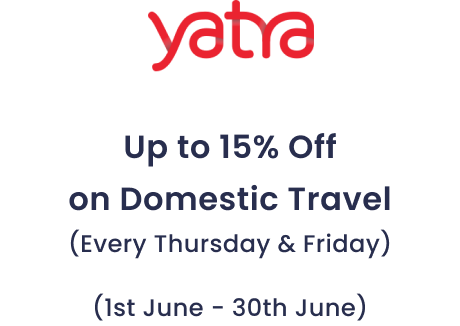 yatra
Up to 15% Off
on Domestic Travel
(Every Thursday & Friday)
(1st June - 30th June)